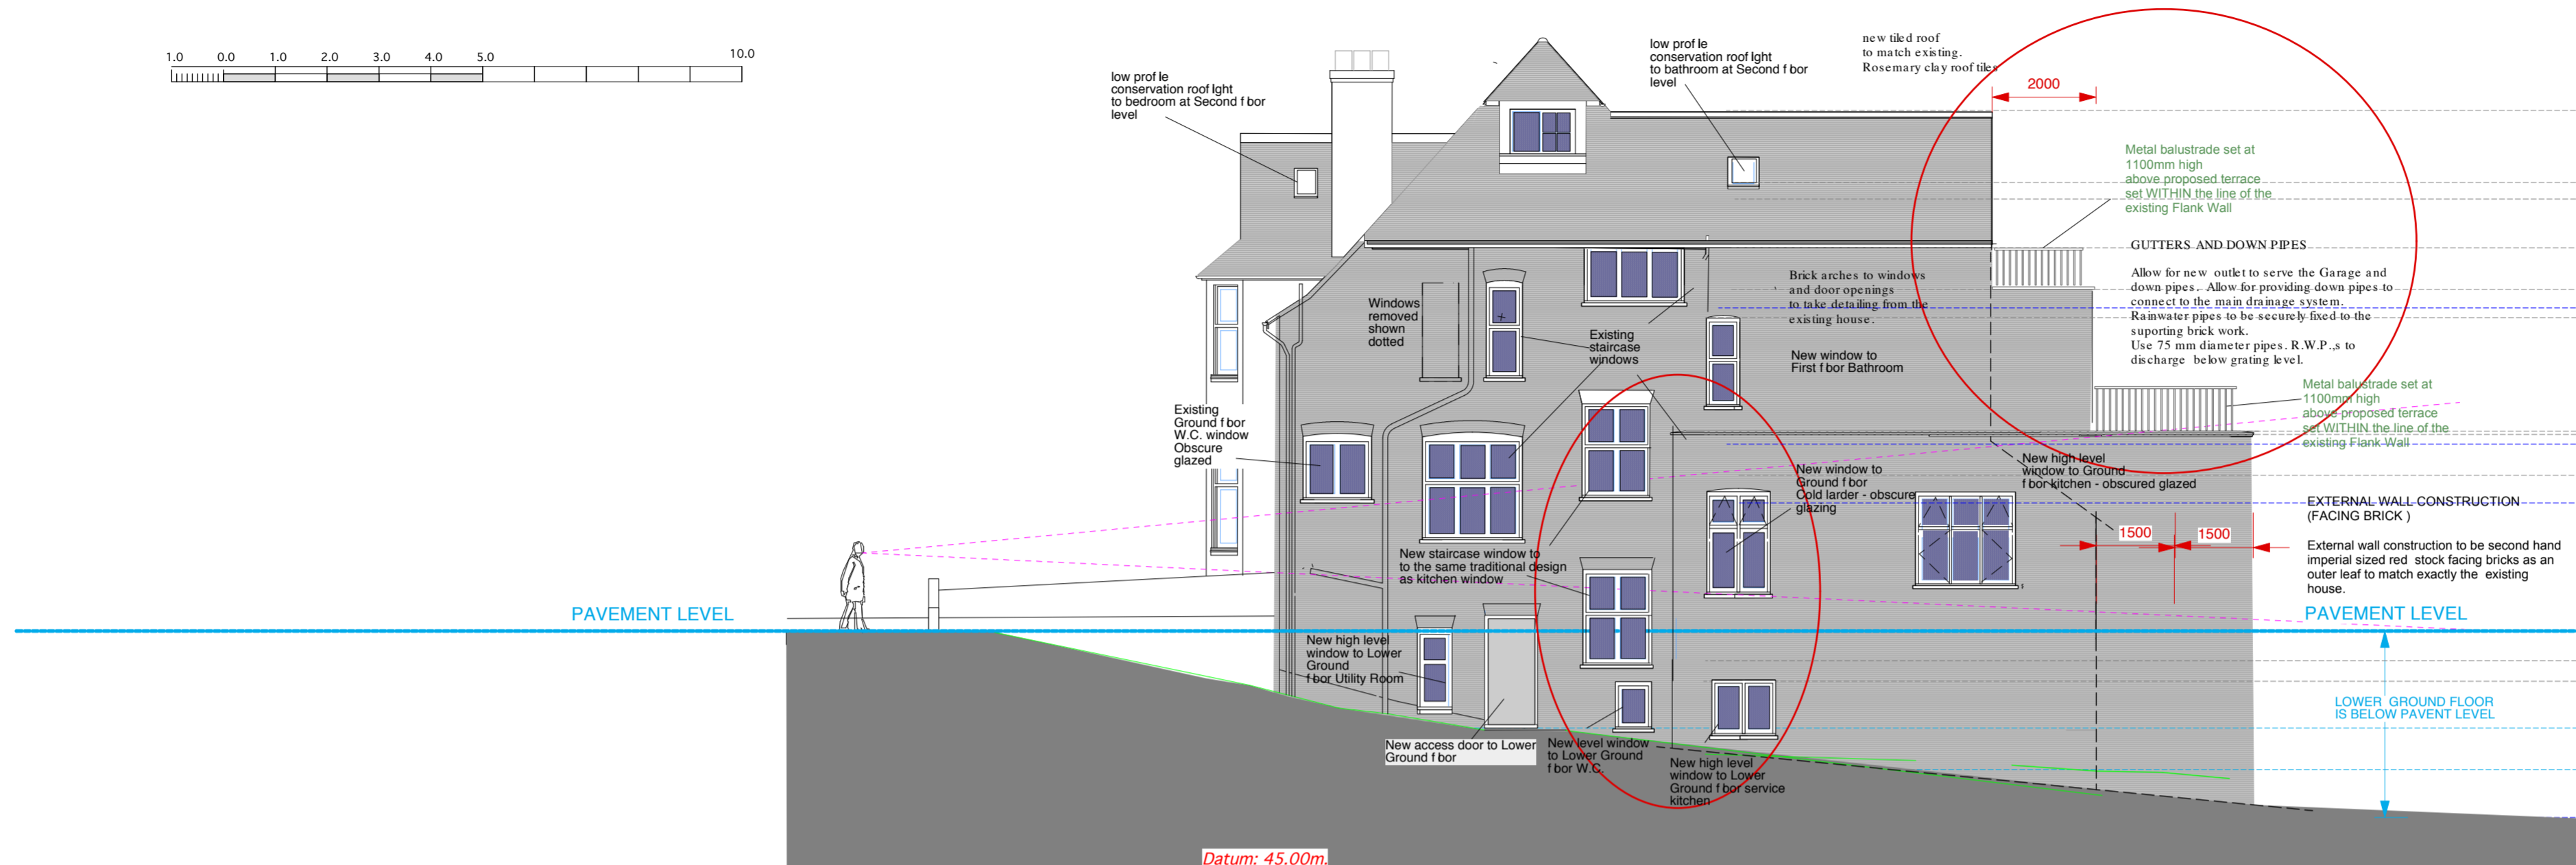 1.0 0.0 1.0 2.0 3.0 4.0 5.0 10.0
low prof le
conservation roof lght
to bedroom at Second f bor
level
low prof le
conservation roof lght
to bathroom at Second f bor
level
new tiled roof
to match existing.
Rosemary clay roof tiles
2000
Metal balustrade set at
1100mm high
above proposed terrace
set WITHIN the line of the
existing Flank Wall
GUTTERS AND DOWN PIPES
Allow for new outlet to serve the Garage and
down pipes. Allow for providing down pipes to
connect to the main drainage system.
Rainwater pipes to be securely fixed to the
suporting brick work.
Use 75 mm diameter pipes. R.W.P.,s to
discharge below grating level.
Windows
removed
shown
dotted
Existing
staircase
windows
Brick arches to windows
and door openings
to take detailing from the
existing house.
New window to
First f bor Bathroom
Metal balustrade set at
1100mm high
above proposed terrace
set WITHIN the line of the
existing Flank Wall
Existing
Ground f bor
W.C. window
Obscure
glazed
New window to
Ground f bor
Cold larder - obscure
glazing
New high level
window to Ground
f bor kitchen - obscured glazed
EXTERNAL WALL CONSTRUCTION
(FACING BRICK )
External wall construction to be second hand
imperial sized red stock facing bricks as an
outer leaf to match exactly the existing
house.
1500
1500
New staircase window to
to the same traditional design
as kitchen window
PAVEMENT LEVEL
PAVEMENT LEVEL
New high level
window to Lower
Ground
f bor Utility Room
LOWER GROUND FLOOR
IS BELOW PAVENT LEVEL
New access door to Lower
Ground f bor
New level window
to Lower Ground
f bor W.C.
New high level
window to Lower
Ground f bor service
kitchen
Datum: 45.00m.